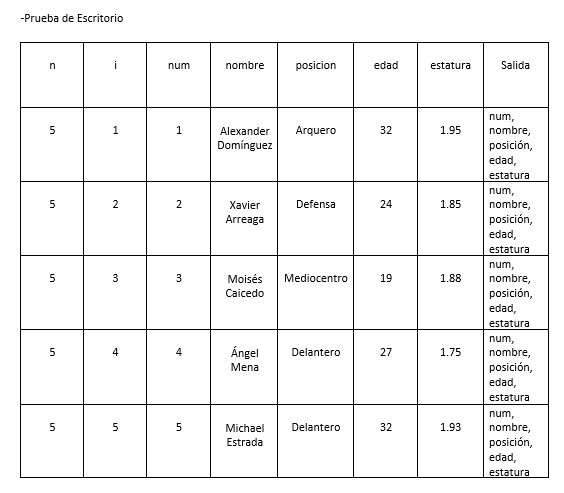 -Prueba de Escritorio
n i num nombre posicion edad estatura Salida
5 1 1 Alexander Domínguez Arquero 32 1.95 num, nombre, posición, edad, estatura
5 2 2 Xavier Arreaga Defensa 24 1.85 num, nombre, posición, edad, estatura
5 3 3 Moisés Caicedo Mediocentro 19 1.88 num, nombre, posición, edad, estatura
5 4 4 Ángel Mena Delantero 27 1.75 num, nombre, posición, edad, estatura
5 5 5 Michael Estrada Delantero 32 1.93 num, nombre, posición, edad, estatura